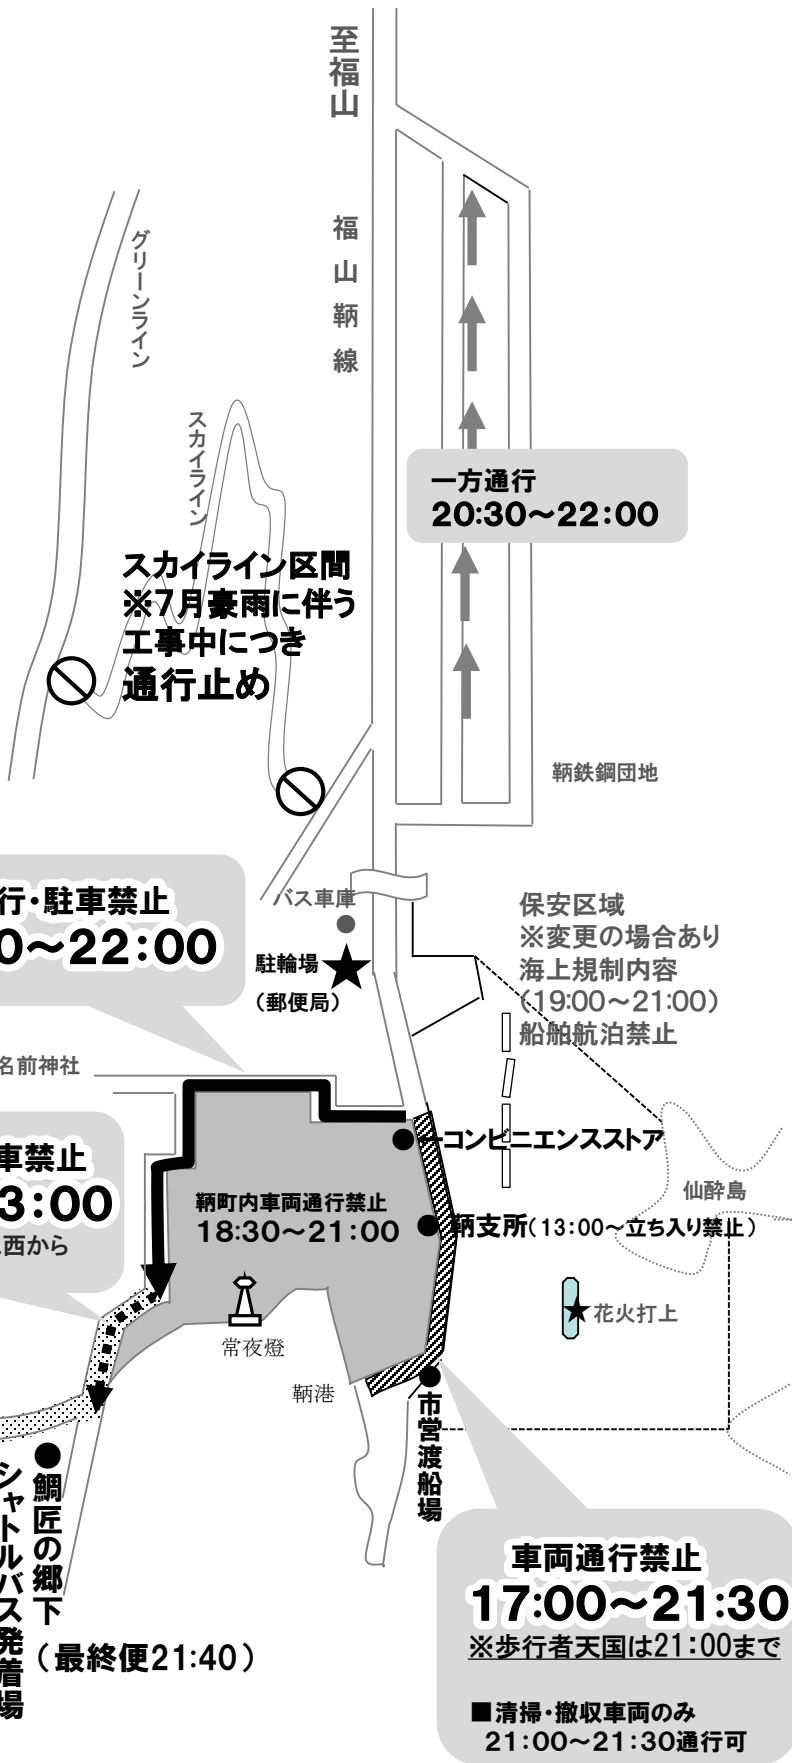 至福山
福山鞆線
グリーンライン
スカイライン
一方通行
20:30〜22:00
スカイライン区間
※7月豪雨に伴う
工事中につき
通行止め
鞆鉄鋼団地
行・駐車禁止
0〜22:00
バス車庫
駐輪場
(郵便局)
保安区域
※変更の場合あり
海上規制内容
(19:00〜21:00)
船舶航泊禁止
名前神社
車禁止
3:00
西から
コンビニエンスストア
鞆町内車両通行禁止
18:30〜21:00
鞆支所(13:00〜立ち入り禁止)
仙酔島
花火打上
常夜燈
鞆港
市営渡船場
鯛匠の郷下
シャトルバス発着場
(最終便21:40)
車両通行禁止
17:00〜21:30
※歩行者天国は21:00まで
■清掃・撤収車両のみ
21:00〜21:30通行可